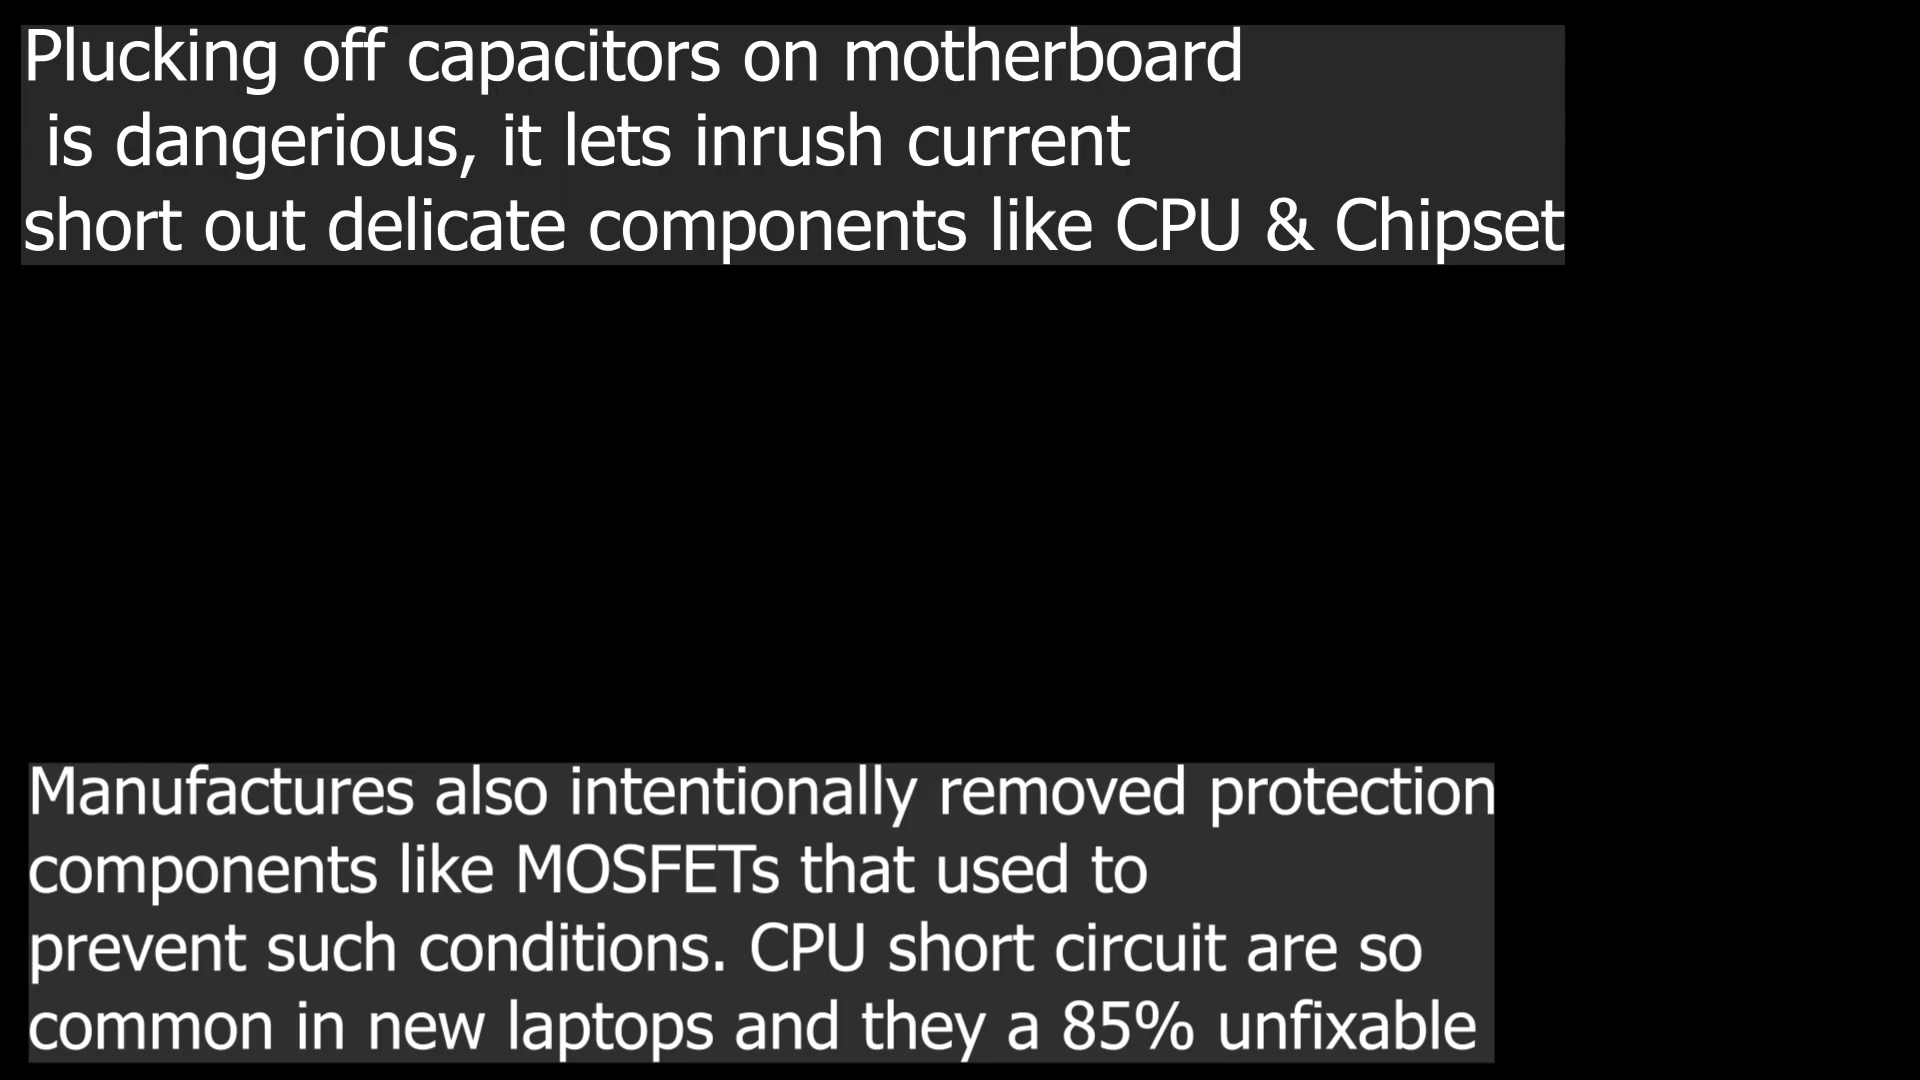 Plucking off capacitors on motherboard
is dangerious, it lets inrush current
short out delicate components like CPU & Chipset
Manufactures also intentionally removed protection
components like MOSFETs that used to
prevent such conditions. CPU short circuit are so
common in new laptops and they a 85% unfixable